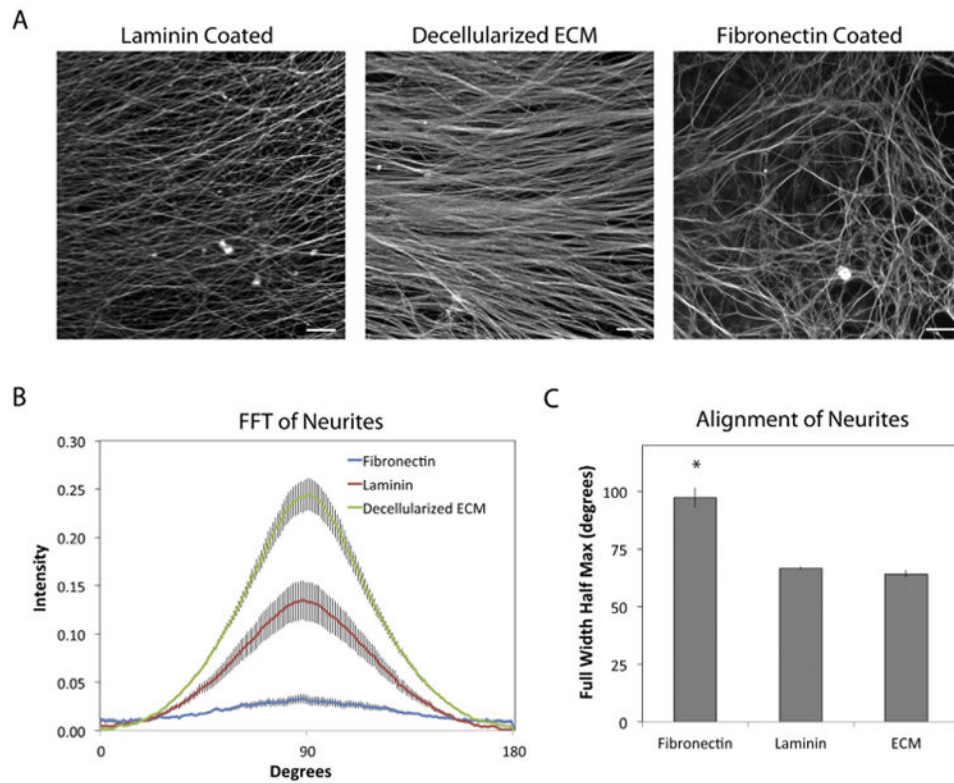 A
Laminin Coated
Decellularized ECM
Fibronectin Coated
B
FFT of Neurites
0.30
0.25
0.20
0.15
0.10
0.05
0.00
Intensity
Fibronectin
Laminin
Decellularized ECM
0
90
180
Degrees
C
Alignment of Neurites
Full Width Half Max (degrees)
100
75
50
25
0
*
Fibronectin
Laminin
ECM